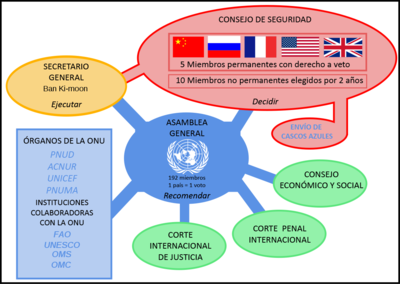 CONSEJO DE SEGURIDAD
5 Miembros permanentes con derecho a veto
10 Miembros no permanentes elegidos por 2 años
Decidir
SECRETARIO
GENERAL
Ban Ki-moon
Ejecutar
ENVÍO DE
CASCOS AZULES
ASAMBLEA
GENERAL
192 miembros
1 país = 1 voto
Recomendar
ÓRGANOS DE LA ONU
PNUD
ACNUR
UNICEF
PNUMA
INSTITUCIONES
COLABORADORAS
CON LA ONU
FAO
UNESCO
OMS
OMC
CONSEJO
ECONÓMICO Y SOCIAL
CORTE PENAL
INTERNACIONAL
CORTE
INTERNACIONAL
DE JUSTICIA